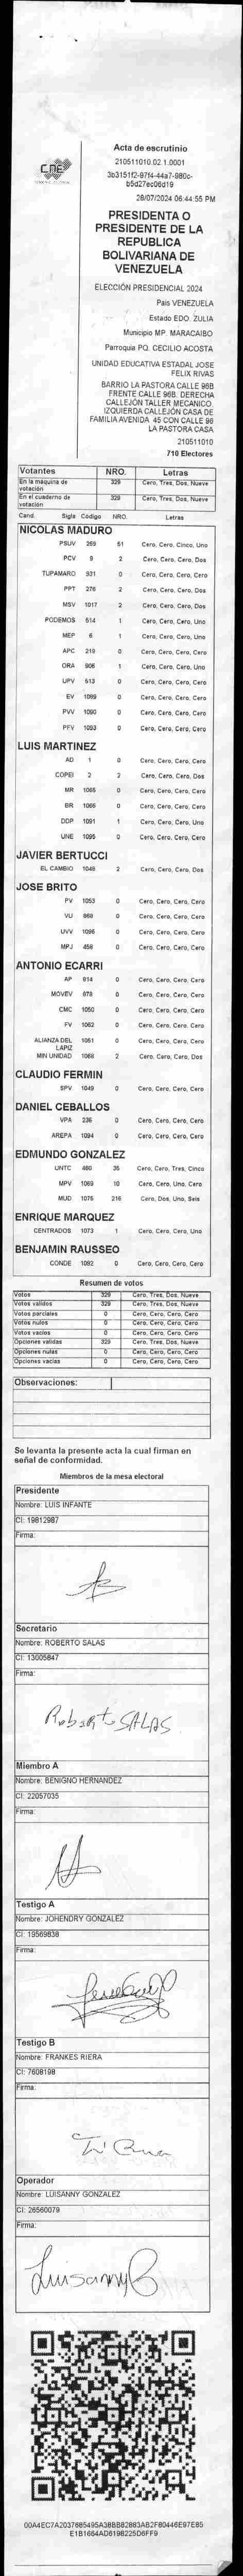 CNE
Acta de escrutinio
210511010.02.1.0001
3b3151f2-97f4-44a7-980c-
b5d27ec06d19
28/07/2024 06:44:55 PM
PRESIDENTA O
PRESIDENTE DE LA
REPUBLICA
BOLIVARIANA DE
VENEZUELA
ELECCIÓN PRESIDENCIAL 2024
País VENEZUELA
Estado EDO. ZULIA
Municipio MP. MARACAIBO
Parroquia PQ. CECILIO ACOSTA
UNIDAD EDUCATIVA ESTADAL JOSE
FELIX RIVAS
BARRIO LA PASTORA CALLE 96B
FRENTE CALLE 96B. DERECHA
CALLEJÓN TALLER MECANICO.
IZQUIERDA CALLEJÓN CASA DE
FAMILIA AVENIDA 45 CON CALLE 96
LA PASTORA CASA
210511010
710 Electores
Votantes NRO. Letras
En la máquina de votación 329 Cero, Tres, Dos, Nueve
En el cuaderno de votación 329 Cero, Tres, Dos, Nueve
Cand. Sigla Código NRO. Letras
NICOLAS MADURO
PSUV 269 51 Cero, Cero, Cinco, Uno
PCV 9 2 Cero, Cero, Cero, Dos
TUPAMARO 931 0 Cero, Cero, Cero, Cero
PPT 276 2 Cero, Cero, Cero, Dos
MSV 1017 2 Cero, Cero, Cero, Dos
PODEMOS 514 1 Cero, Cero, Cero, Uno
MEP 6 1 Cero, Cero, Cero, Uno
APC 219 0 Cero, Cero, Cero, Cero
ORA 906 1 Cero, Cero, Cero, Uno
UPV 513 0 Cero, Cero, Cero, Cero
EV 1089 0 Cero, Cero, Cero, Cero
PVV 1090 0 Cero, Cero, Cero, Cero
PFV 1093 0 Cero, Cero, Cero, Cero
LUIS MARTINEZ
AD 1 0 Cero, Cero, Cero, Cero
COPEI 2 2 Cero, Cero, Cero, Dos
MR 1065 0 Cero, Cero, Cero, Cero
BR 1066 0 Cero, Cero, Cero, Cero
DDP 1091 1 Cero, Cero, Cero, Uno
UNE 1095 0 Cero, Cero, Cero, Cero
JAVIER BERTUCCI
EL CAMBIO 1048 2 Cero, Cero, Cero, Dos
JOSE BRITO
PV 1053 0 Cero, Cero, Cero, Cero
VU 868 0 Cero, Cero, Cero, Cero
UVV 1096 0 Cero, Cero, Cero, Cero
MPJ 458 0 Cero, Cero, Cero, Cero
ANTONIO ECARRI
AP 814 0 Cero, Cero, Cero, Cero
MOVEV 978 0 Cero, Cero, Cero, Cero
CMC 1050 0 Cero, Cero, Cero, Cero
FV 1062 0 Cero, Cero, Cero, Cero
ALIANZA DEL LAPIZ 1051 0 Cero, Cero, Cero, Cero
MIN UNIDAD 1068 2 Cero, Cero, Cero, Dos
CLAUDIO FERMIN
SPV 1049 0 Cero, Cero, Cero, Cero
DANIEL CEBALLOS
VPA 236 0 Cero, Cero, Cero, Cero
AREPA 1094 0 Cero, Cero, Cero, Cero
EDMUNDO GONZALEZ
UNTC 480 35 Cero, Cero, Tres, Cinco
MPV 1069 10 Cero, Cero, Uno, Cero
MUD 1075 216 Cero, Dos, Uno, Seis
ENRIQUE MARQUEZ
CENTRADOS 1073 1 Cero, Cero, Cero, Uno
BENJAMIN RAUSSEO
CONDE 1092 0 Cero, Cero, Cero, Cero
Resumen de votos
Votos 329 Cero, Tres, Dos, Nueve
Votos válidos 329 Cero, Tres, Dos, Nueve
Votos parciales 0 Cero, Cero, Cero, Cero
Votos nulos 0 Cero, Cero, Cero, Cero
Votos vacíos 0 Cero, Cero, Cero, Cero
Opciones válidas 329 Cero, Tres, Dos, Nueve
Opciones nulas 0 Cero, Cero, Cero, Cero
Opciones vacías 0 Cero, Cero, Cero, Cero
Observaciones:
Se levanta la presente acta la cual firman en
señal de conformidad.
Miembros de la mesa electoral
Presidente
Nombre: LUIS INFANTE
CI: 19812987
Firma:
Secretario
Nombre: ROBERTO SALAS
CI: 13005847
Firma:
Roberto SALAS
Miembro A
Nombre: BENIGNO HERNANDEZ
CI: 22057035
Firma:
Testigo A
Nombre: JOHENDRY GONZALEZ
CI: 19569838
Firma:
Testigo B
Nombre: FRANKES RIERA
CI: 7608198
Firma:
Operador
Nombre: LUISANNY GONZALEZ
CI: 26560079
Firma:
Luisanny G
00A4EC7A2037685495A38BB82883AB2F80446E97E85
E1B1664AD6198225D6FF9